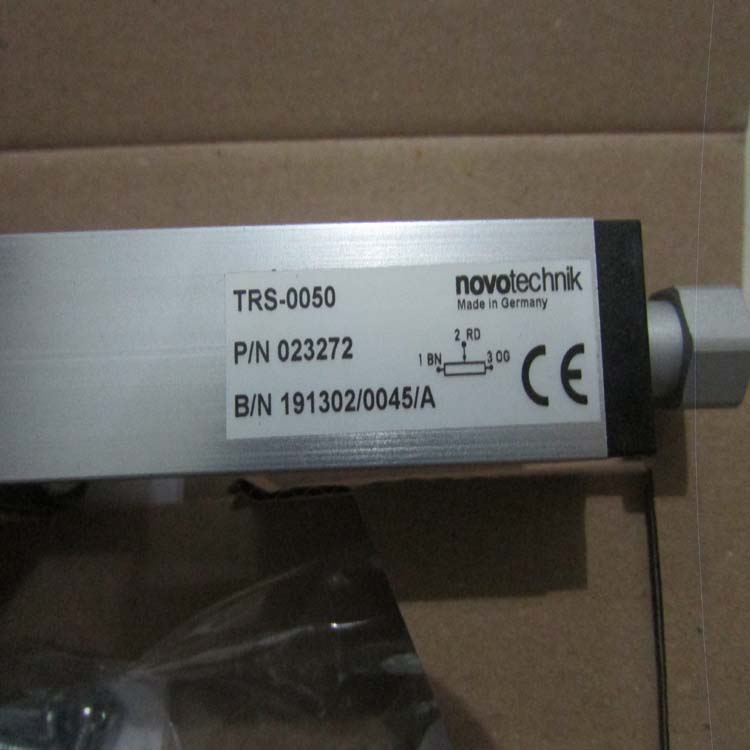 TRS-0050
novotechnik
Made in Germany
P/N 023272
2 RD
1 BN
3 OG
B/N 191302/0045/A
CE